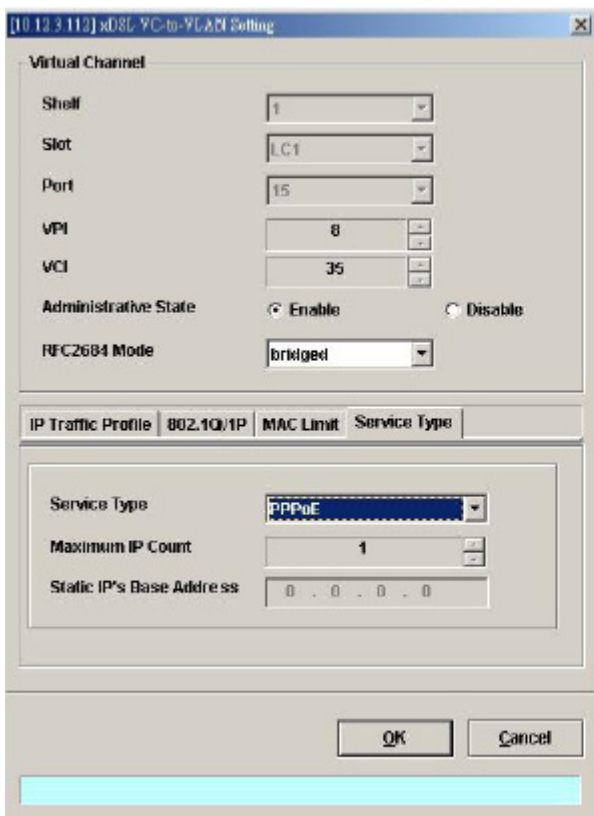 [10.12.3.112] xDSL VC-to-VLAN Setting
Virtual Channel
Shelf 1
Slot LC1
Port 15
VPI 8
VCI 35
Administrative State Enable Disable
RFC2684 Mode bridged
IP Traffic Profile 802.1Q/1P MAC Limit Service Type
Service Type PPPoE
Maximum IP Count 1
Static IP's Base Address 0 . 0 . 0 . 0
OK Cancel